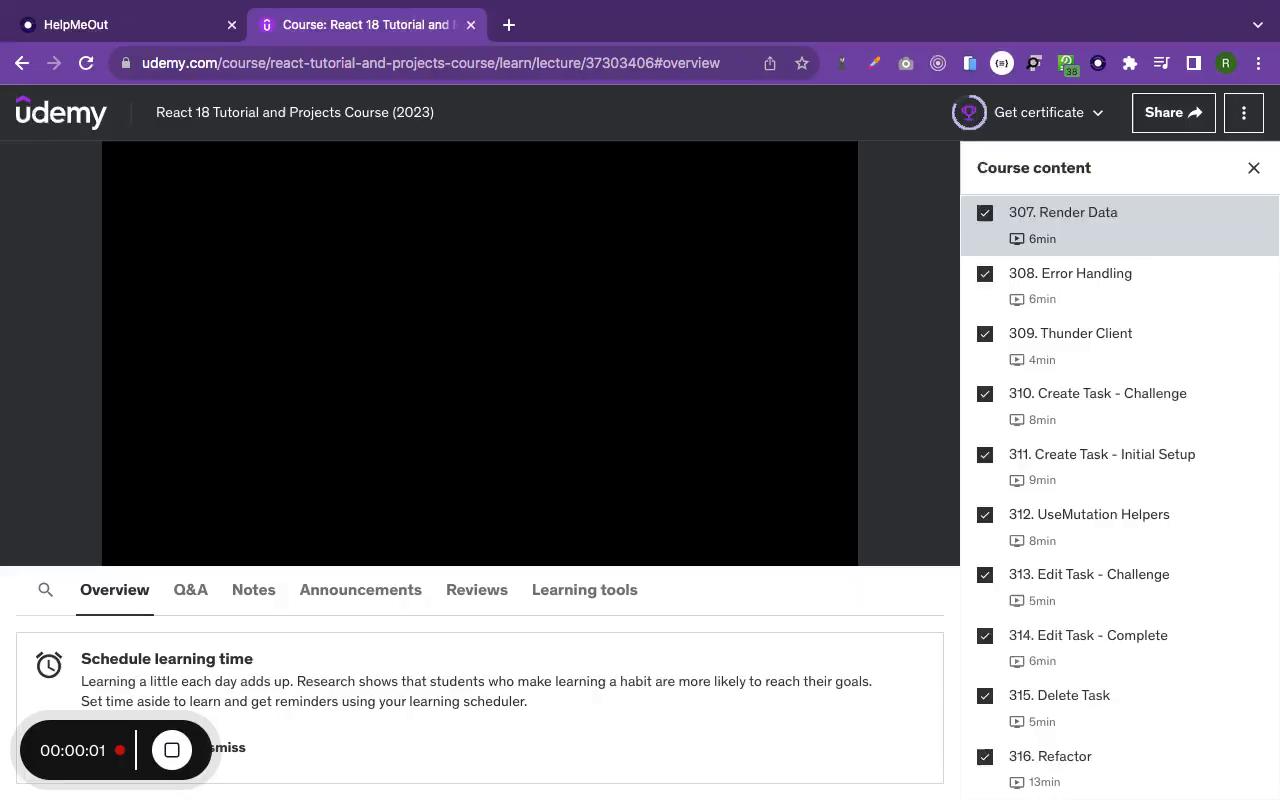 HelpMeOut
Course: React 18 Tutorial and
udemy.com/course/react-tutorial-and-projects-course/learn/lecture/37303406#overview
38
R
udemy
React 18 Tutorial and Projects Course (2023)
Get certificate
Share
Course content
307. Render Data
6min
308. Error Handling
6min
309. Thunder Client
4min
310. Create Task - Challenge
8min
311. Create Task - Initial Setup
9min
312. UseMutation Helpers
8min
313. Edit Task - Challenge
5min
314. Edit Task - Complete
6min
315. Delete Task
5min
316. Refactor
13min
Overview
Q&A
Notes
Announcements
Reviews
Learning tools
Schedule learning time
Learning a little each day adds up. Research shows that students who make learning a habit are more likely to reach their goals.
Set time aside to learn and get reminders using your learning scheduler.
smiss
00:00:01